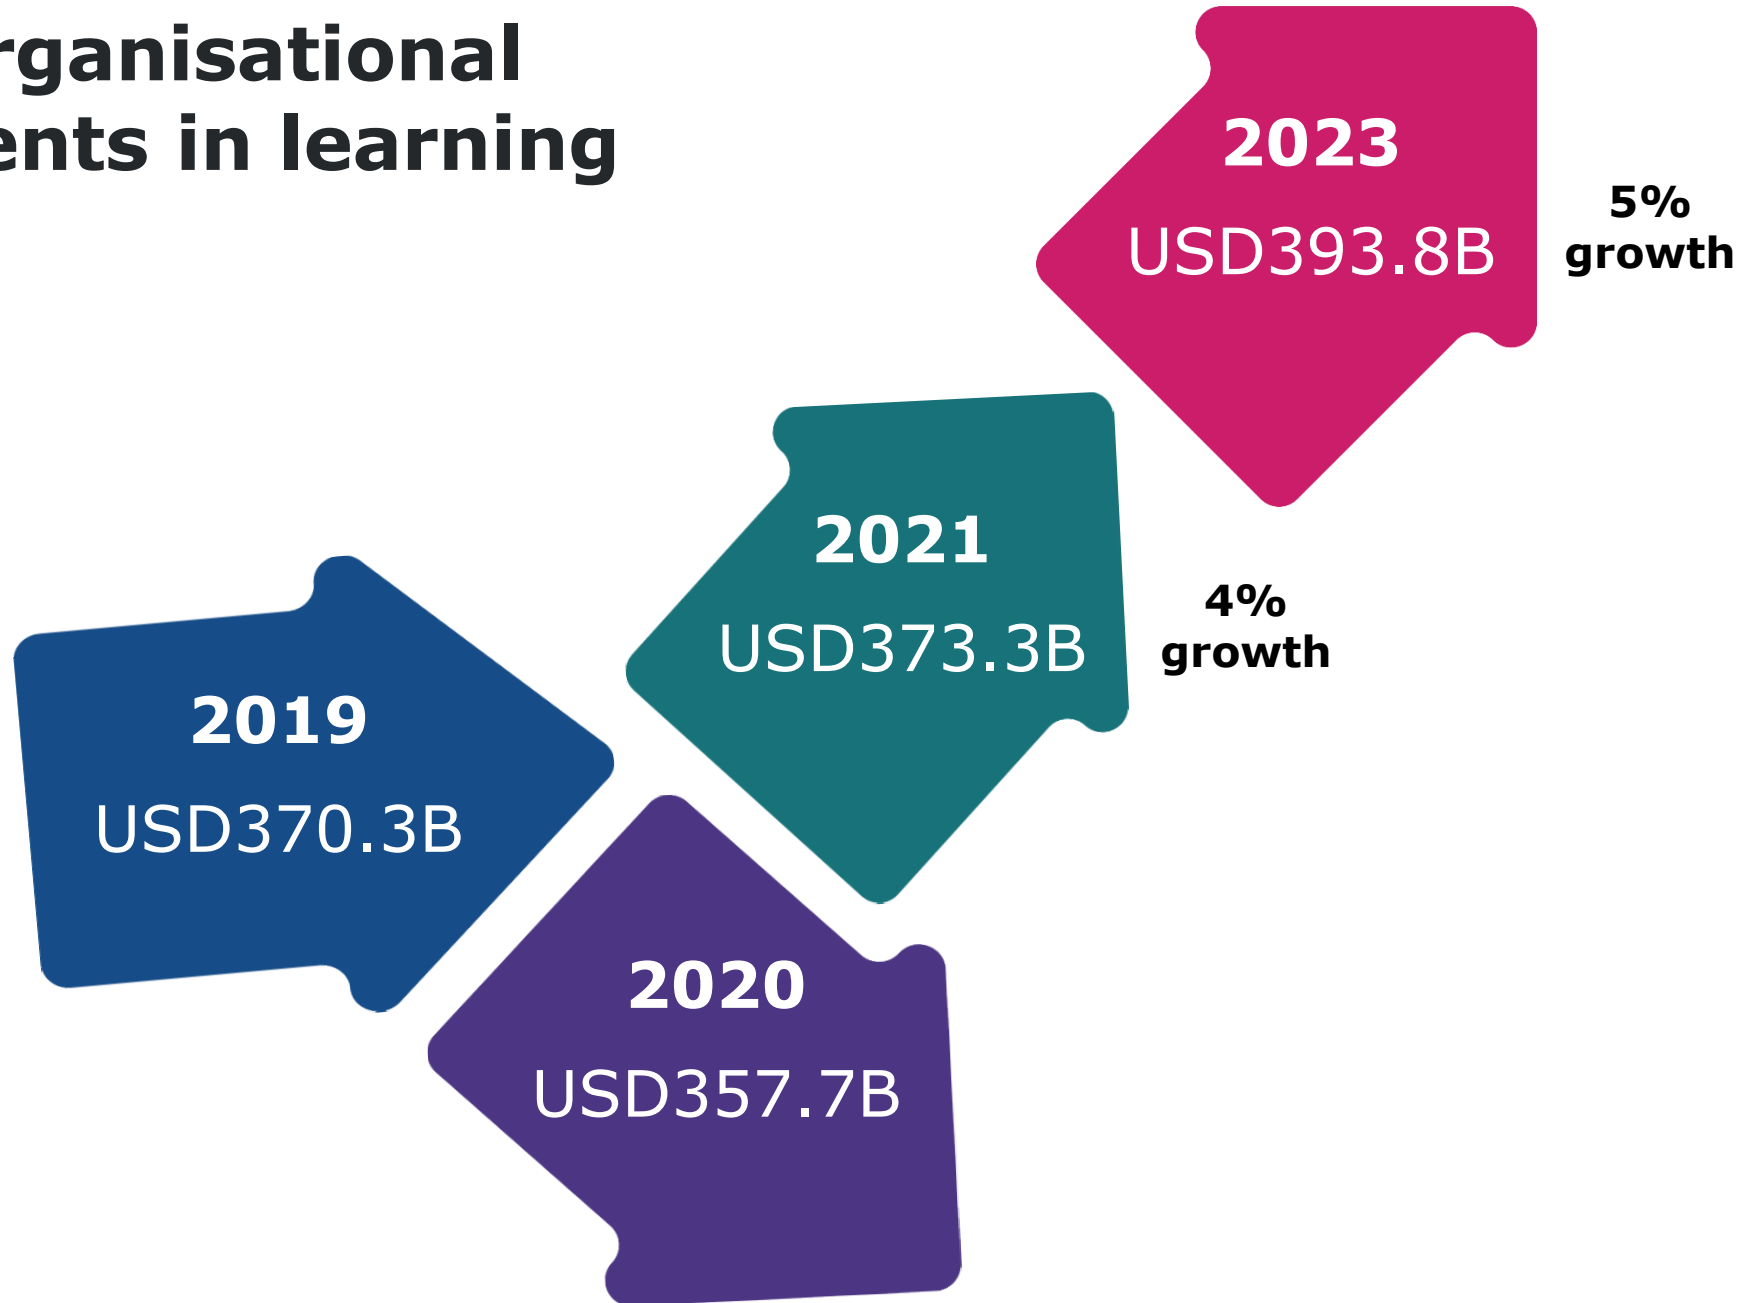 rganisational
ents in learning
2023
USD393.8B
5%
growth
2021
USD373.3B
4%
growth
2019
USD370.3B
2020
USD357.7B